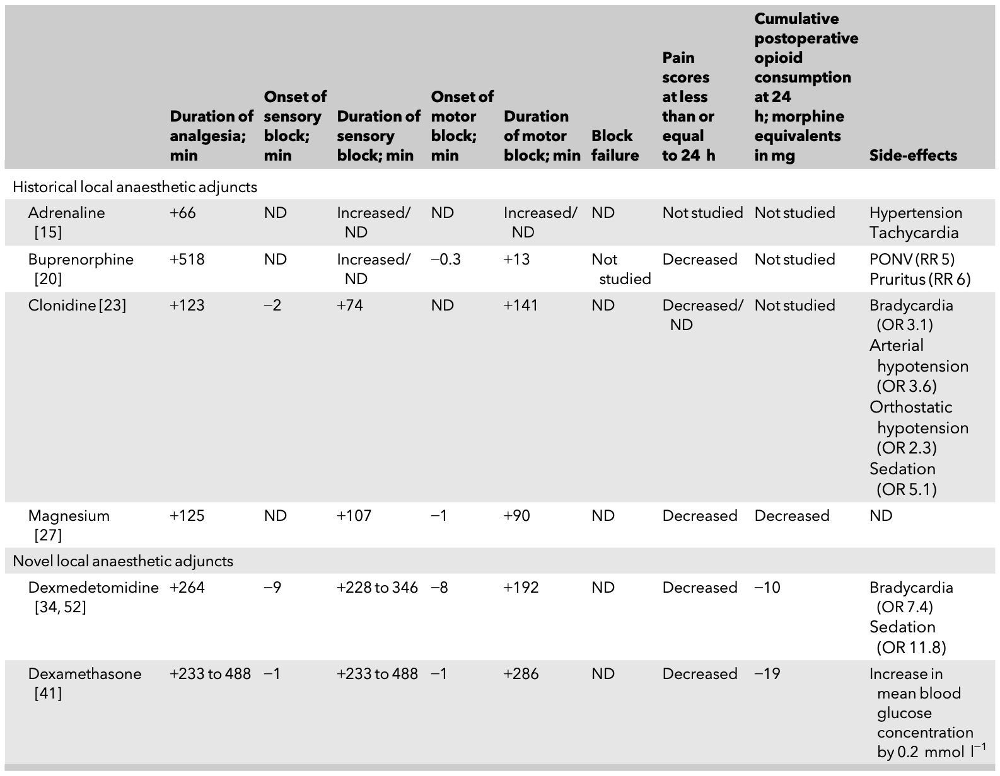 Duration of analgesia; min | Onset of sensory block; min | Duration of sensory block; min | Onset of motor block; min | Duration of motor block; min | Block failure | Pain scores at less than or equal to 24 h | Cumulative postoperative opioid consumption at 24 h; morphine equivalents in mg | Side-effects
Historical local anaesthetic adjuncts
Adrenaline [15] | +66 | ND | Increased/ND | ND | Increased/ND | ND | Not studied | Not studied | Hypertension Tachycardia
Buprenorphine [20] | +518 | ND | Increased/ND | −0.3 | +13 | Not studied | Decreased | Not studied | PONV (RR 5) Pruritus (RR 6)
Clonidine [23] | +123 | −2 | +74 | ND | +141 | ND | Decreased/ND | Not studied | Bradycardia (OR 3.1) Arterial hypotension (OR 3.6) Orthostatic hypotension (OR 2.3) Sedation (OR 5.1)
Magnesium [27] | +125 | ND | +107 | −1 | +90 | ND | Decreased | Decreased | ND
Novel local anaesthetic adjuncts
Dexmedetomidine [34, 52] | +264 | −9 | +228 to 346 | −8 | +192 | ND | Decreased | −10 | Bradycardia (OR 7.4) Sedation (OR 11.8)
Dexamethasone [41] | +233 to 488 | −1 | +233 to 488 | −1 | +286 | ND | Decreased | −19 | Increase in mean blood glucose concentration by 0.2 mmol l⁻¹